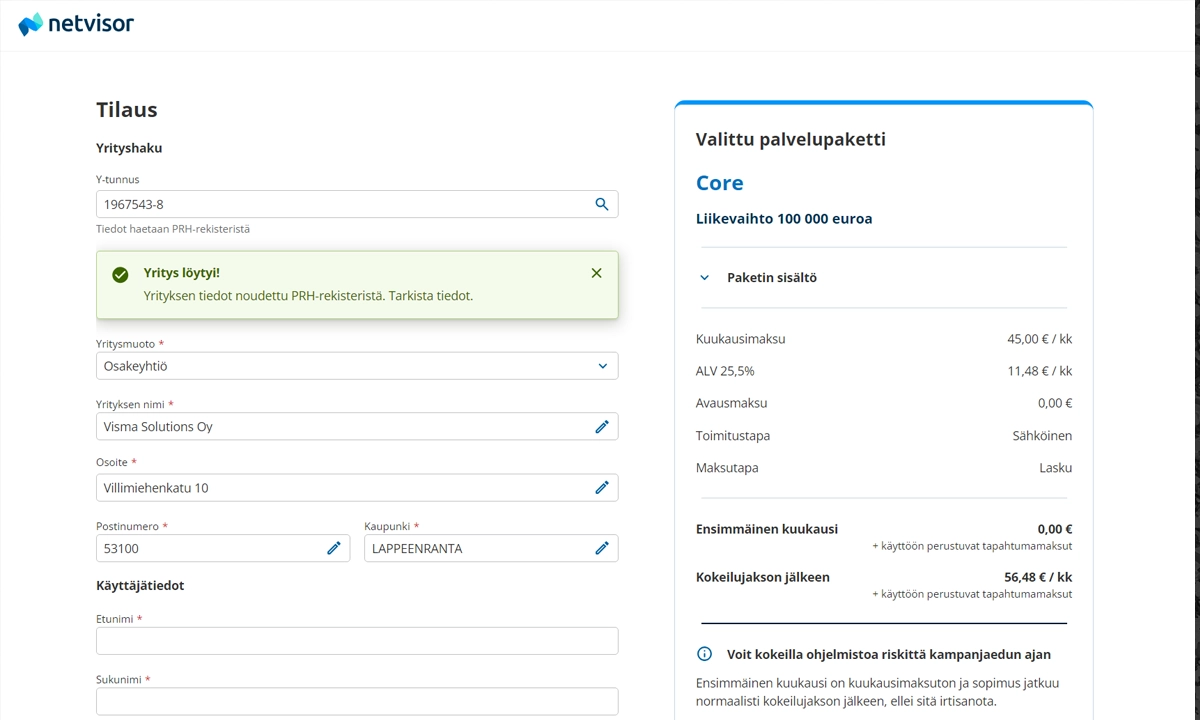 netvisor
Tilaus
Yrityshaku
Y-tunnus
1967543-8
Tiedot haetaan PRH-rekisteristä
Yritys löytyi!
Yrityksen tiedot noudettu PRH-rekisteristä. Tarkista tiedot.
Yritysmuoto *
Osakeyhtiö
Yrityksen nimi *
Visma Solutions Oy
Osoite *
Villimiehenkatu 10
Postinumero *
53100
Kaupunki *
LAPPEENRANTA
Käyttäjätiedot
Etunimi *
Sukunimi *
Valittu palvelupaketti
Core
Liikevaihto 100 000 euroa
Paketin sisältö
Kuukausimaksu 45,00 € / kk
ALV 25,5% 11,48 € / kk
Avausmaksu 0,00 €
Toimitustapa Sähköinen
Maksutapa Lasku
Ensimmäinen kuukausi 0,00 €
+ käyttöön perustuvat tapahtumamaksut
Kokeilujakson jälkeen 56,48 € / kk
+ käyttöön perustuvat tapahtumamaksut
Voit kokeilla ohjelmistoa riskittä kampanjaedun ajan
Ensimmäinen kuukausi on kuukausimaksuton ja sopimus jatkuu
normaalisti kokeilujakson jälkeen, ellei sitä irtisanota.